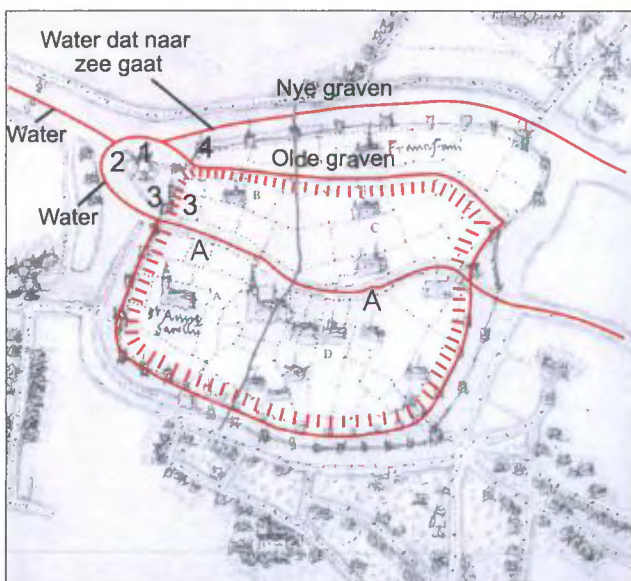 Water dat naar
zee gaat
Nye graven
Water
1
4
2
Olde graven
3
3
Water
B
C
A
A
A
D